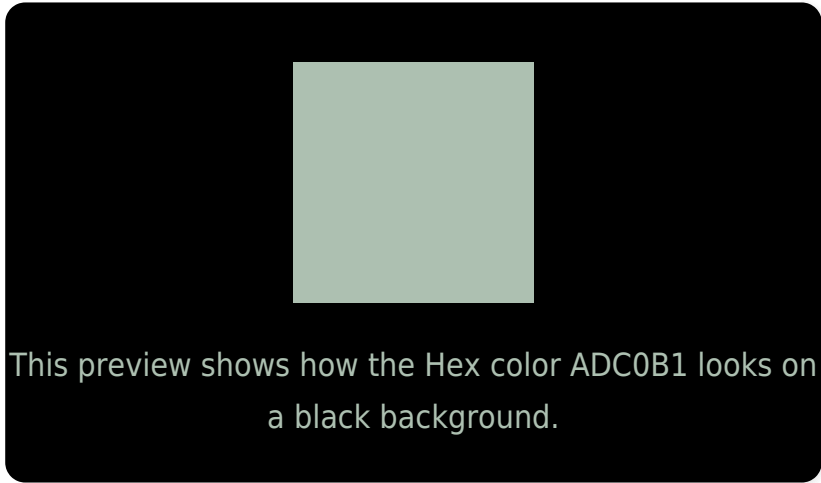 This preview shows how the Hex color ADC0B1 looks on
a black background.